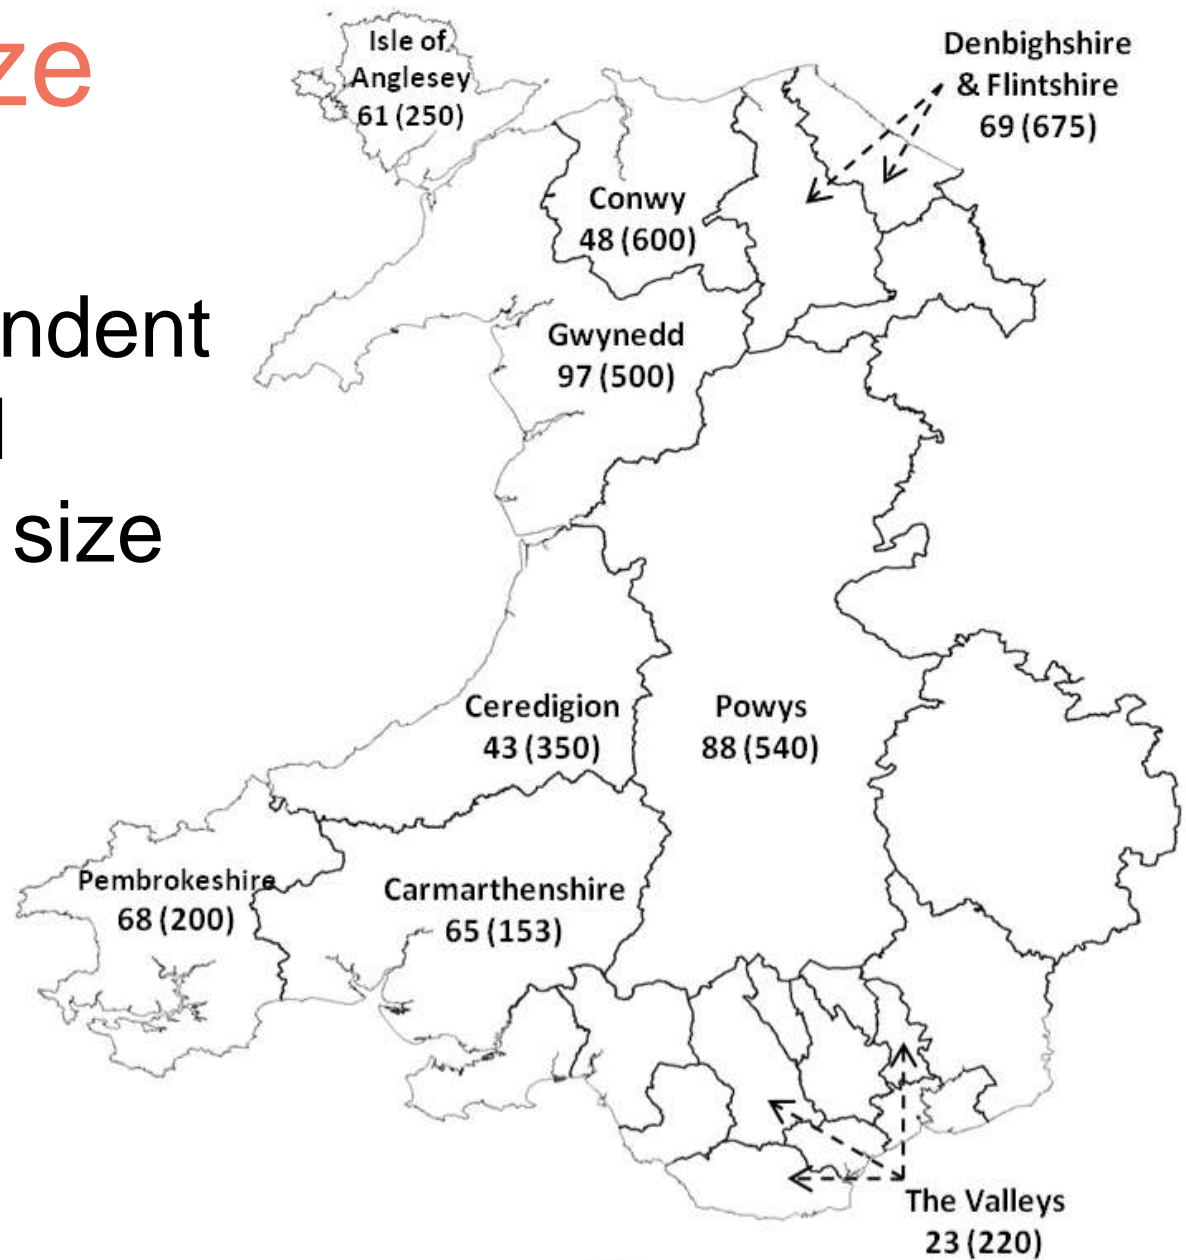 ze
ndent
size
Isle of
Anglesey
61 (250)
Denbighshire
& Flintshire
69 (675)
Conwy
48 (600)
Gwynedd
97 (500)
Ceredigion
43 (350)
Powys
88 (540)
Pembrokeshire
68 (200)
Carmarthenshire
65 (153)
The Valleys
23 (220)